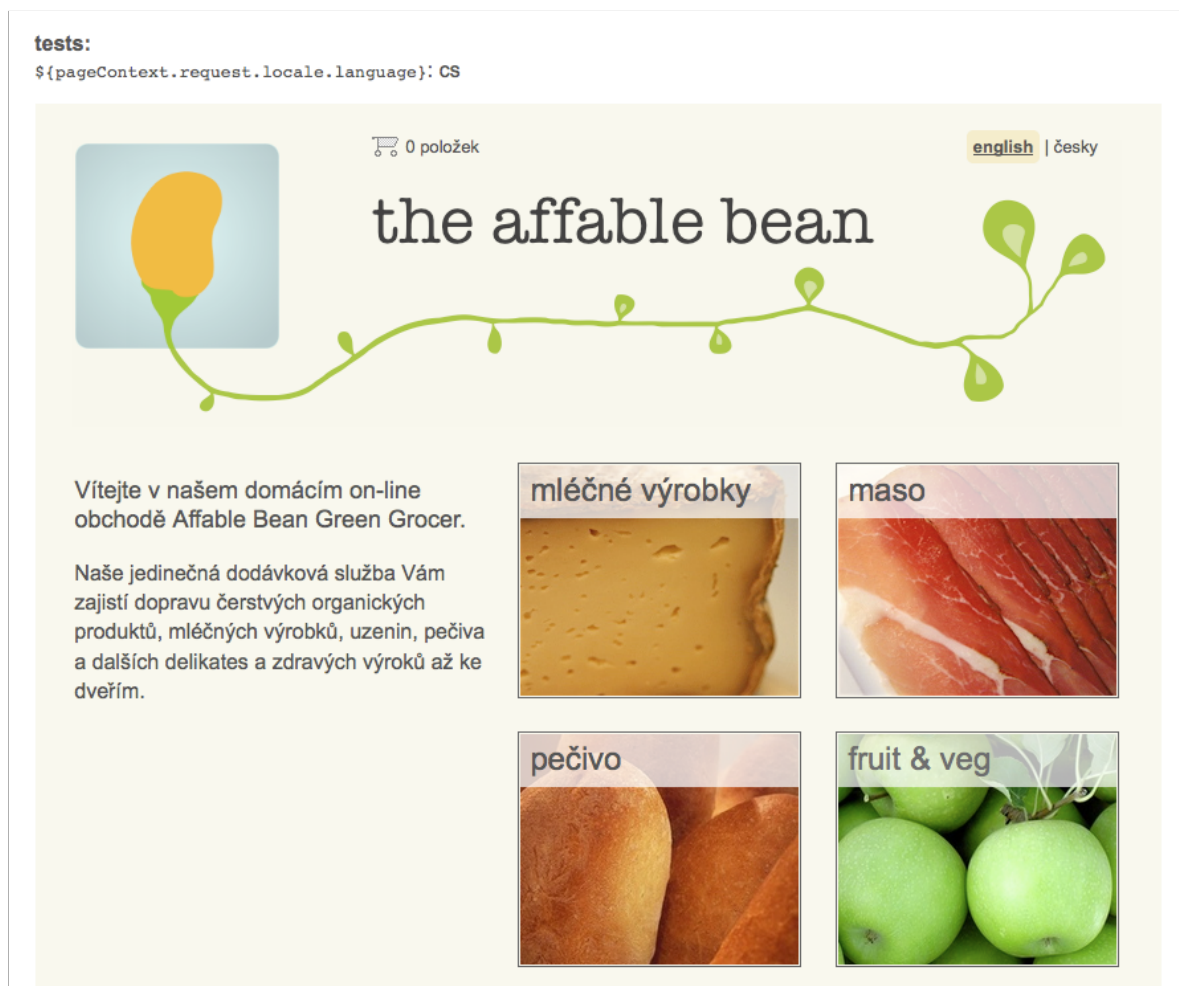 tests:
${pageContext.request.locale.language}: cs
0 položek
english | česky
the affable bean
Vítejte v našem domácím on-line
obchodě Affable Bean Green Grocer.
Naše jedinečná dodávková služba Vám
zajistí dopravu čerstvých organických
produktů, mléčných výrobků, uzenin, pečiva
a dalších delikates a zdravých výroků až ke
dveřím.
mléčné výrobky
maso
pečivo
fruit & veg